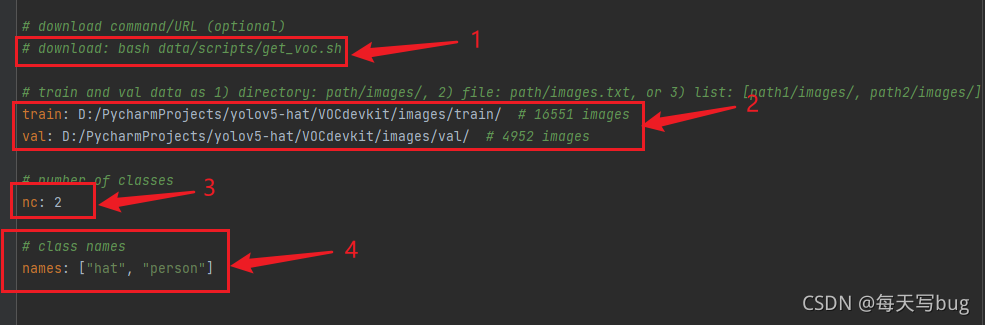 # download command/URL (optional)
# download: bash data/scripts/get_voc.sh
1
# train and val data as 1) directory: path/images/, 2) file: path/images.txt, or 3) list: [path1/images/, path2/images/]
train: D:/PycharmProjects/yolov5-hat/VOCdevkit/images/train/  # 16551 images
2
val: D:/PycharmProjects/yolov5-hat/VOCdevkit/images/val/  # 4952 images
# number of classes
3
nc: 2
# class names
4
names: ["hat", "person"]
CSDN @每天写bug